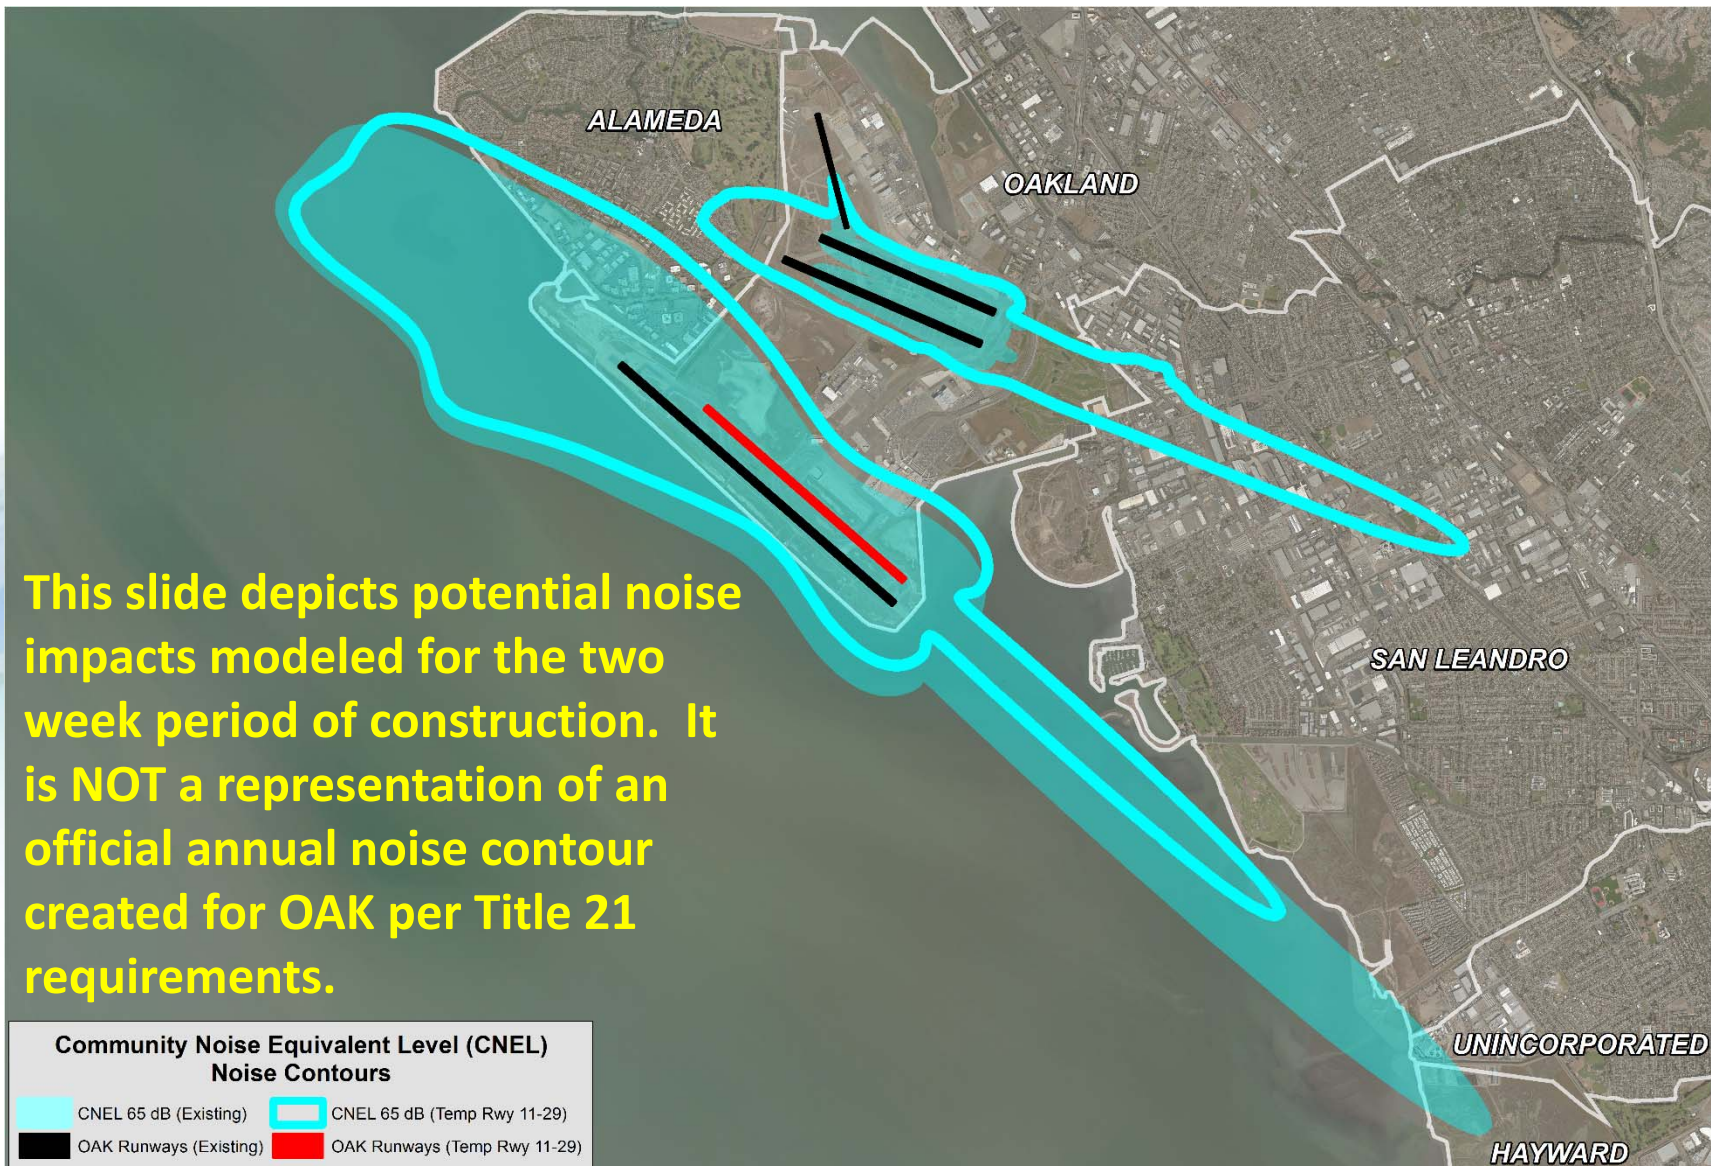 ALAMEDA
OAKLAND
This slide depicts potential noise
impacts modeled for the two
week period of construction.  It
is NOT a representation of an
official annual noise contour
created for OAK per Title 21
requirements.
SAN LEANDRO
UNINCORPORATED
HAYWARD
Community Noise Equivalent Level (CNEL)
Noise Contours
CNEL 65 dB (Existing)
CNEL 65 dB (Temp Rwy 11-29)
OAK Runways (Existing)
OAK Runways (Temp Rwy 11-29)